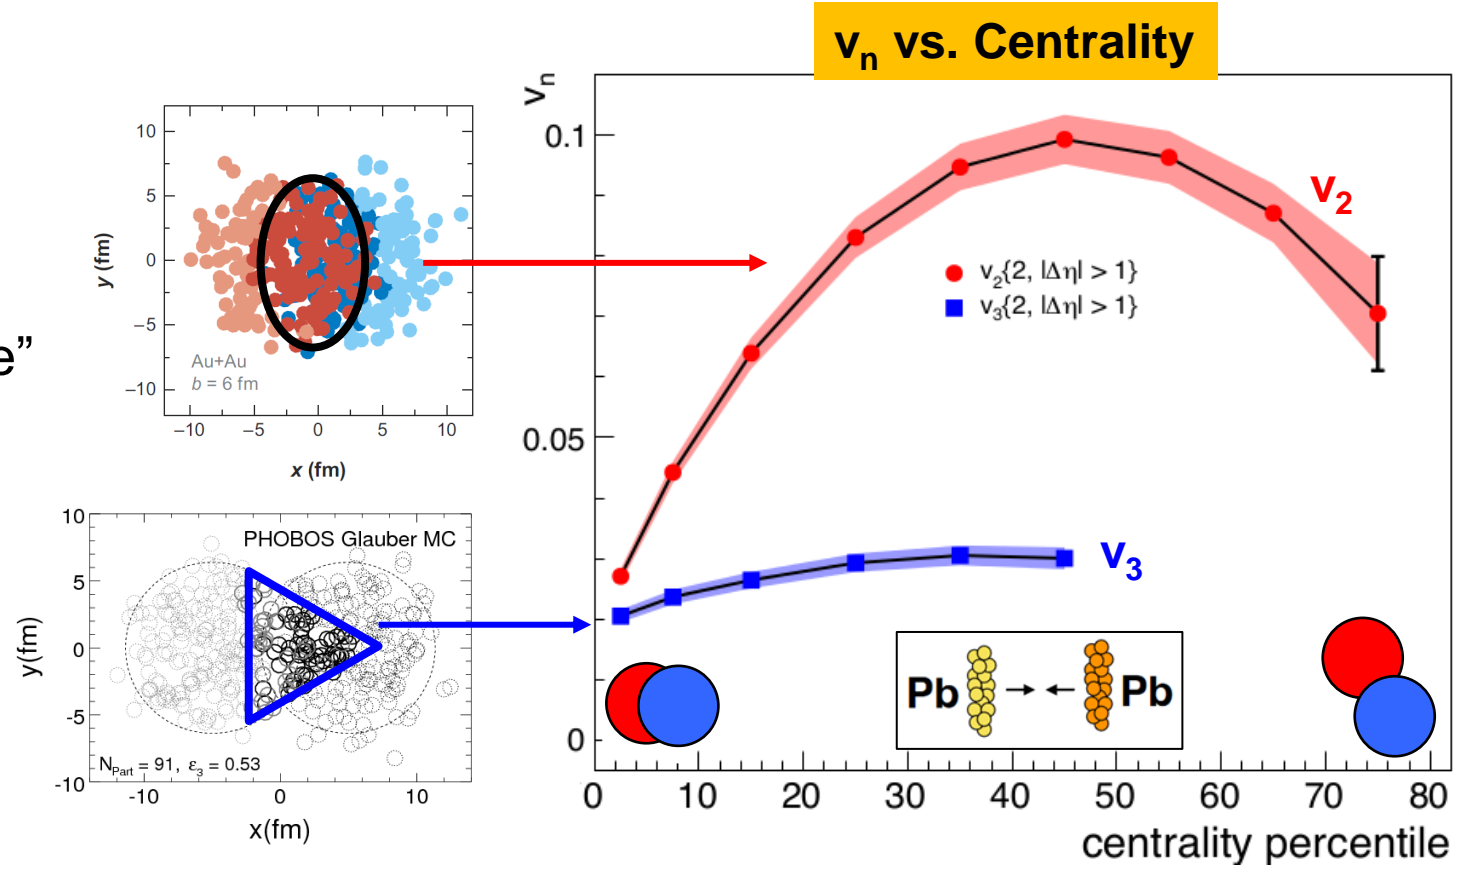 vn vs. Centrality
vn
0.1
0.05
0
0 10 20 30 40 50 60 70 80
centrality percentile
v2
v2{2, |Δη| > 1}
v3{2, |Δη| > 1}
v3
Pb → ← Pb
10
5
0
−5
−10
y (fm)
Au+Au
b = 6 fm
−10 −5 0 5 10
x (fm)
e”
10
5
0
-5
-10
y(fm)
PHOBOS Glauber MC
NPart = 91, ε3 = 0.53
-10 0 10
x(fm)